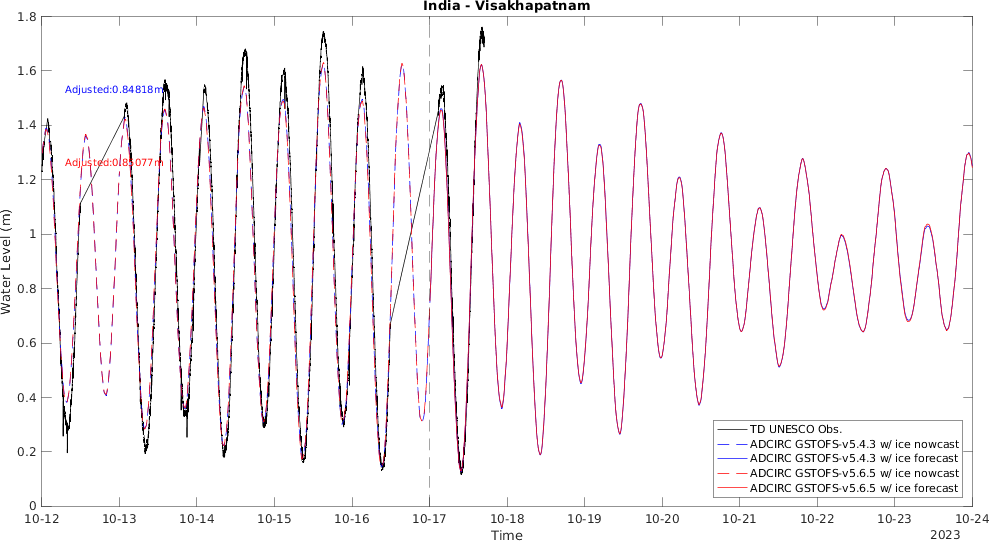 India - Visakhapatnam
Water Level (m)
1.8
1.6
1.4
1.2
1
0.8
0.6
0.4
0.2
0
Adjusted:0.84818m
Adjusted:0.85077m
TD UNESCO Obs.
ADCIRC GSTOFS-v5.4.3 w/ ice nowcast
ADCIRC GSTOFS-v5.4.3 w/ ice forecast
ADCIRC GSTOFS-v5.6.5 w/ ice nowcast
ADCIRC GSTOFS-v5.6.5 w/ ice forecast
10-12 10-13 10-14 10-15 10-16 10-17 10-18 10-19 10-20 10-21 10-22 10-23 10-24
Time
2023